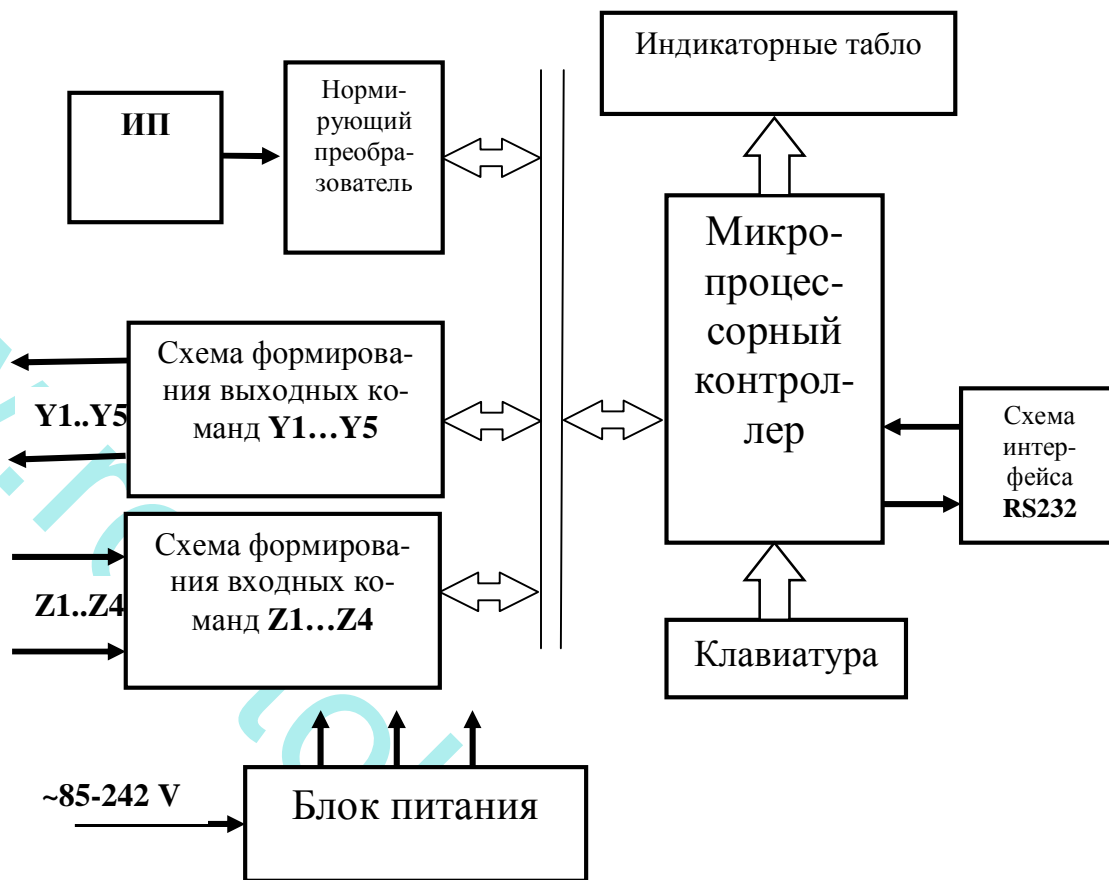 Индикаторные табло
ИП
Норми-
рующий
преобра-
зователь
Микро-
процес-
сорный
контрол-
лер
Схема формирова-
ния выходных ко-
манд Y1...Y5
Y1..Y5
Схема
интер-
фейса
RS232
Схема формирова-
ния входных ко-
манд Z1...Z4
Z1..Z4
Клавиатура
~85-242 V
Блок питания